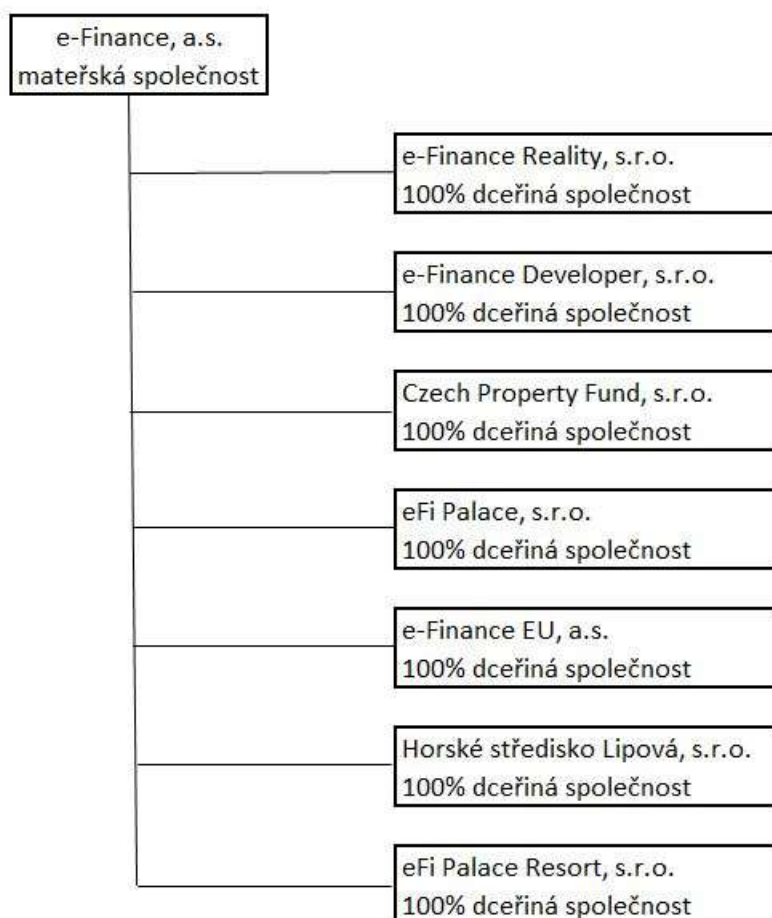 e-Finance, a.s.
mateřská společnost
e-Finance Reality, s.r.o.
100% dceřiná společnost
e-Finance Developer, s.r.o.
100% dceřiná společnost
Czech Property Fund, s.r.o.
100% dceřiná společnost
eFi Palace, s.r.o.
100% dceřiná společnost
e-Finance EU, a.s.
100% dceřiná společnost
Horské středisko Lipová, s.r.o.
100% dceřiná společnost
eFi Palace Resort, s.r.o.
100% dceřiná společnost